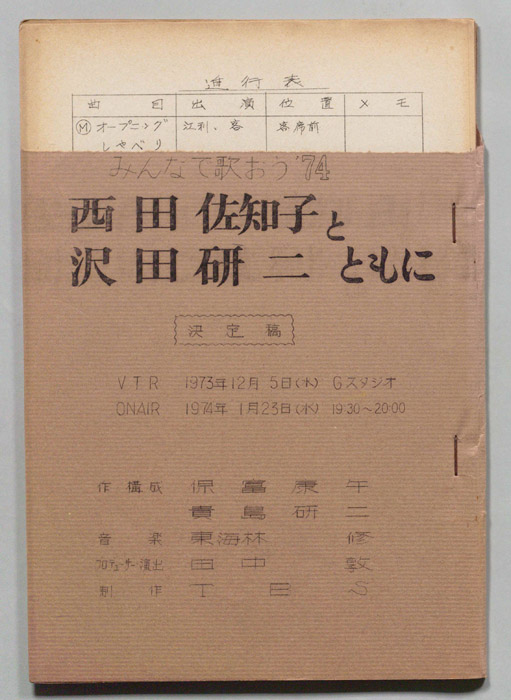 進行表
曲目 出演 位置 メモ
Ⓜ オープニング 江利、客 客席前
しゃべり
みんなで歌おう'74
西田佐知子と
沢田研二ともに
決定稿
VTR 1973年12月5日(水) Gスタジオ
ONAIR 1974年1月23日(水) 19:30~20:00
作構成 保富康午
貴島研二
音楽 東海林修
プロデューサー・演出 田中敦
制作